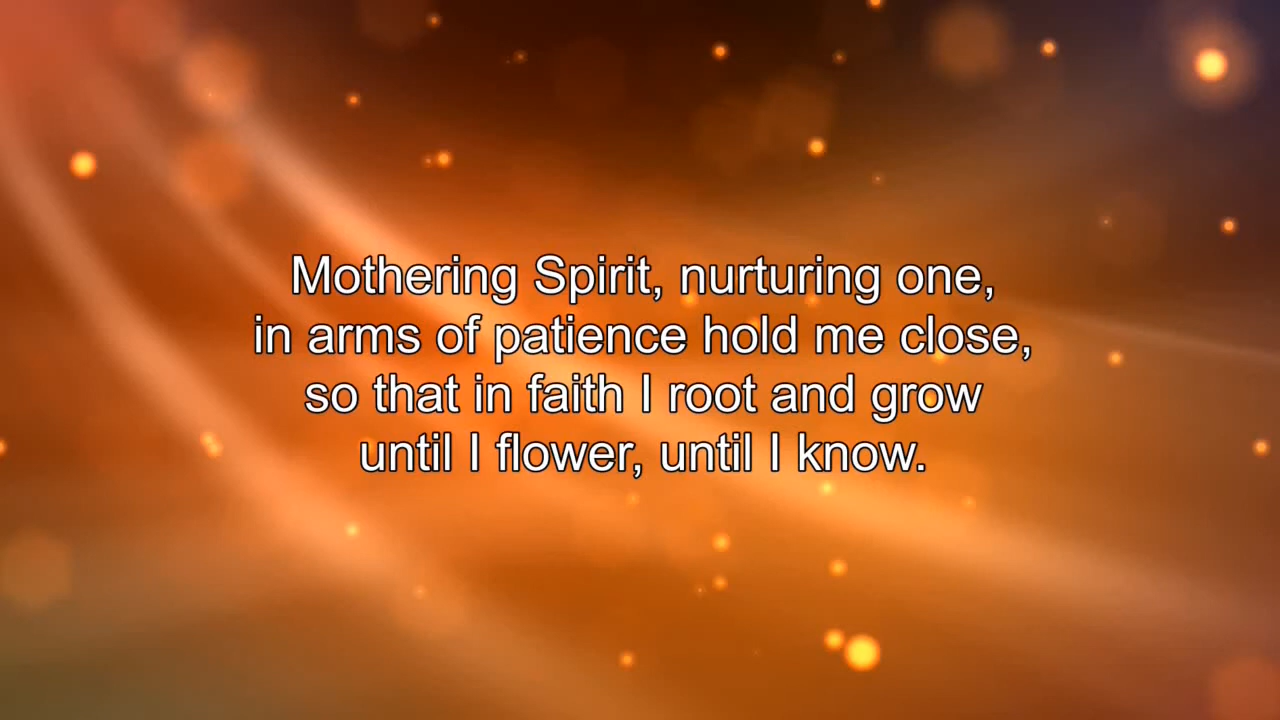 Mothering Spirit, nurturing one,
in arms of patience hold me close,
so that in faith I root and grow
until I flower, until I know.